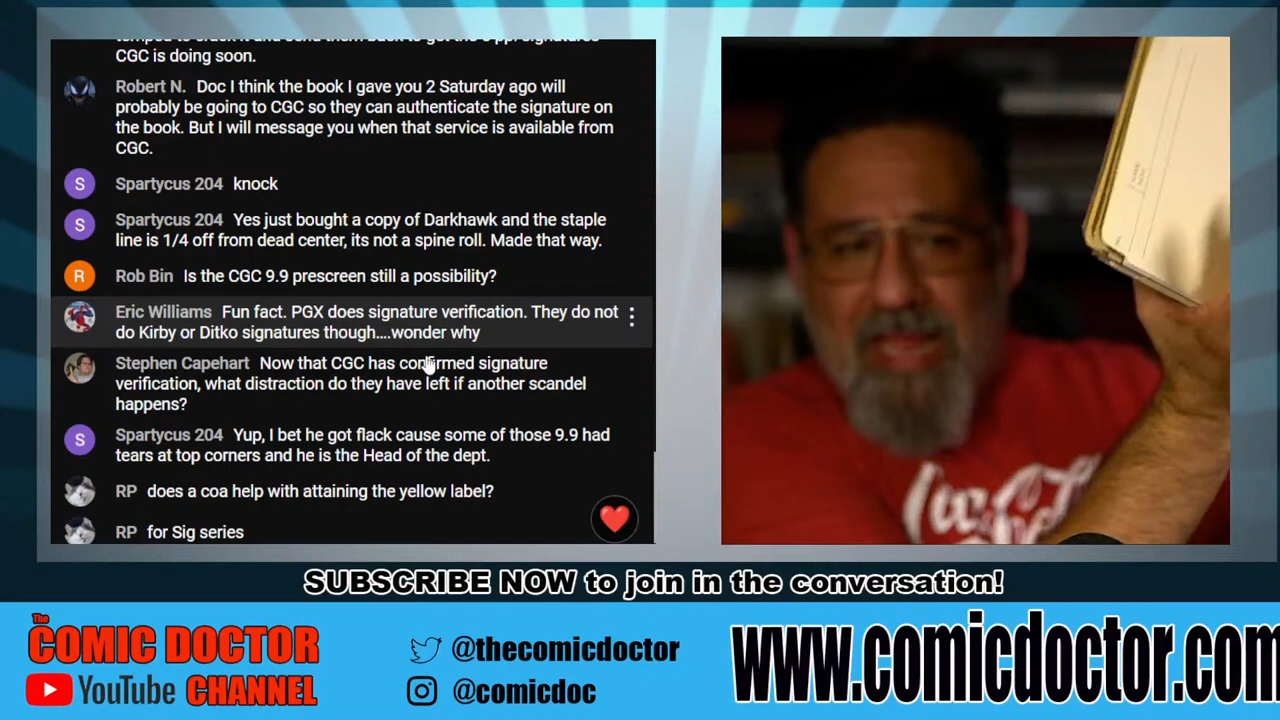 CGC is doing soon.
Robert N. Doc I think the book I gave you 2 Saturday ago will
probably be going to CGC so they can authenticate the signature on
the book. But I will message you when that service is available from
CGC.
S Spartycus 204 knock
S Spartycus 204 Yes just bought a copy of Darkhawk and the staple
line is 1/4 off from dead center, its not a spine roll. Made that way.
R Rob Bin Is the CGC 9.9 prescreen still a possibility?
Eric Williams Fun fact. PGX does signature verification. They do not
do Kirby or Ditko signatures though....wonder why
Stephen Capehart Now that CGC has confirmed signature
verification, what distraction do they have left if another scandel
happens?
S Spartycus 204 Yup, I bet he got flack cause some of those 9.9 had
tears at top corners and he is the Head of the dept.
RP does a coa help with attaining the yellow label?
RP for Sig series
SUBSCRIBE NOW to join in the conversation!
The
COMIC DOCTOR
YouTube CHANNEL
@thecomicdoctor
@comicdoc
www.comicdoctor.com